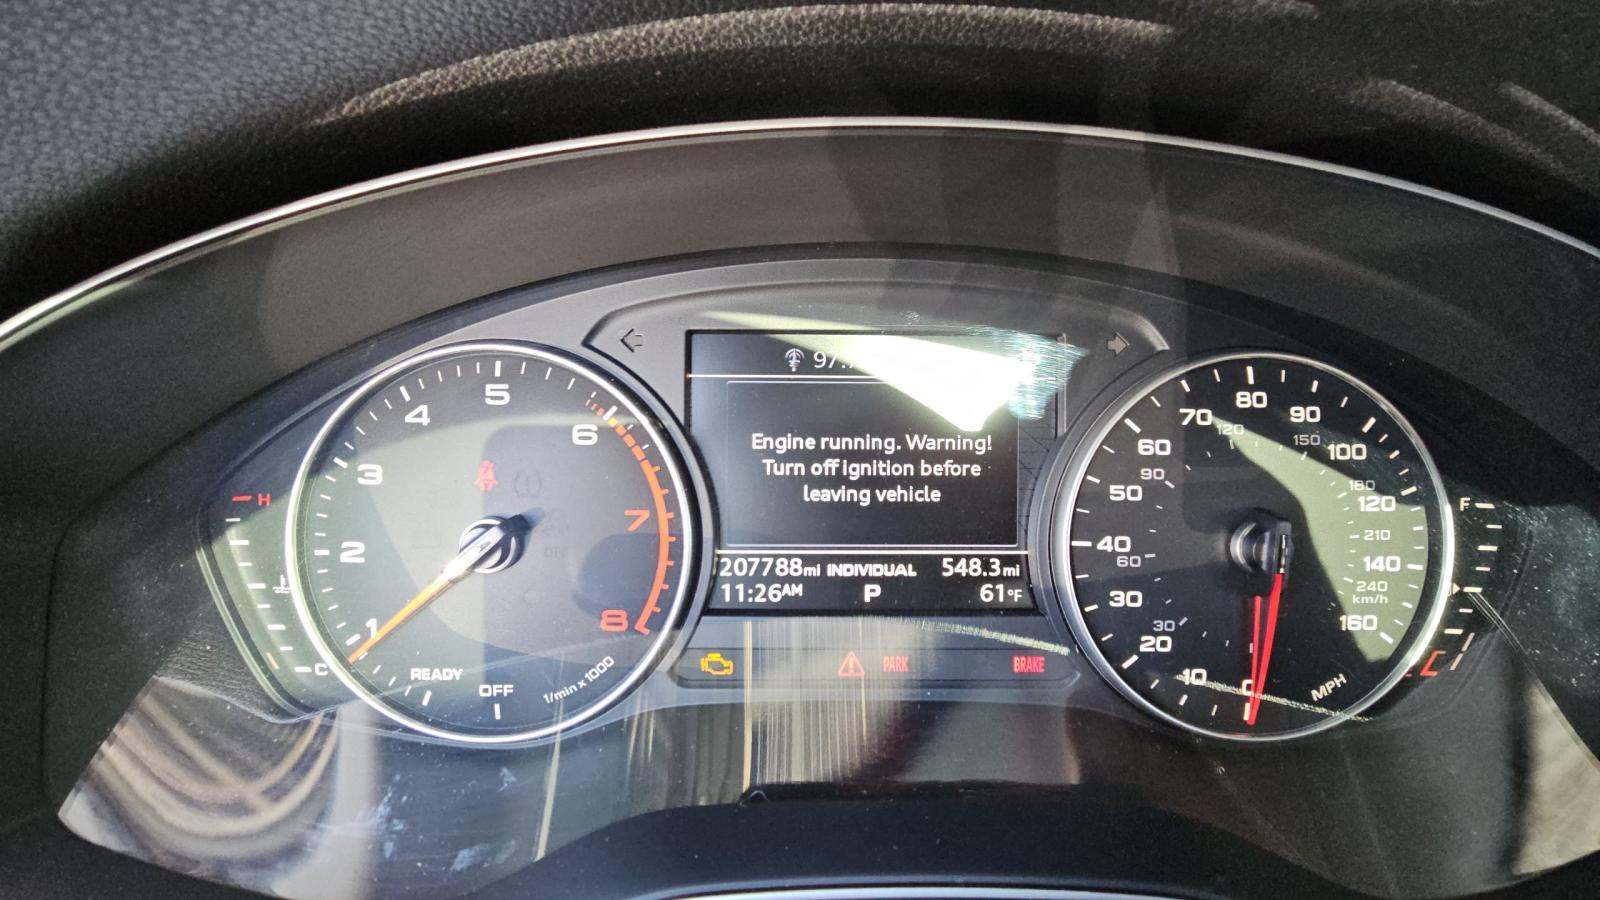 97.
Engine running. Warning!
Turn off ignition before
leaving vehicle
207788mi INDIVIDUAL 548.3mi
11:26AM P 61°F
PARK BRAKE
H
C
1
2
3
4
5
6
7
8
READY
OFF
1/min x 1000
0
10
20
30
40
50
60
70
80
90
100
120
140
160
MPH
30
60
90
120
150
180
210
240
km/h
F